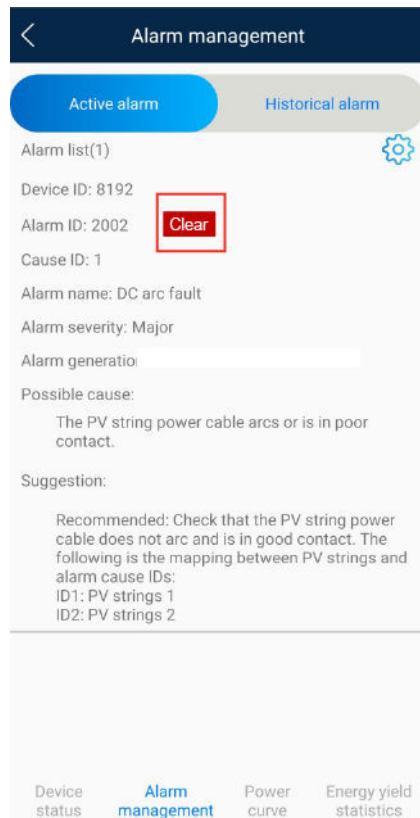 Alarm management
Active alarm
Historical alarm
Alarm list(1)
Device ID: 8192
Alarm ID: 2002
Clear
Cause ID: 1
Alarm name: DC arc fault
Alarm severity: Major
Alarm generatio
Possible cause:
The PV string power cable arcs or is in poor
contact.
Suggestion:
Recommended: Check that the PV string power
cable does not arc and is in good contact. The
following is the mapping between PV strings and
alarm cause IDs:
ID1: PV strings 1
ID2: PV strings 2
Device
status
Alarm
management
Power
curve
Energy yield
statistics